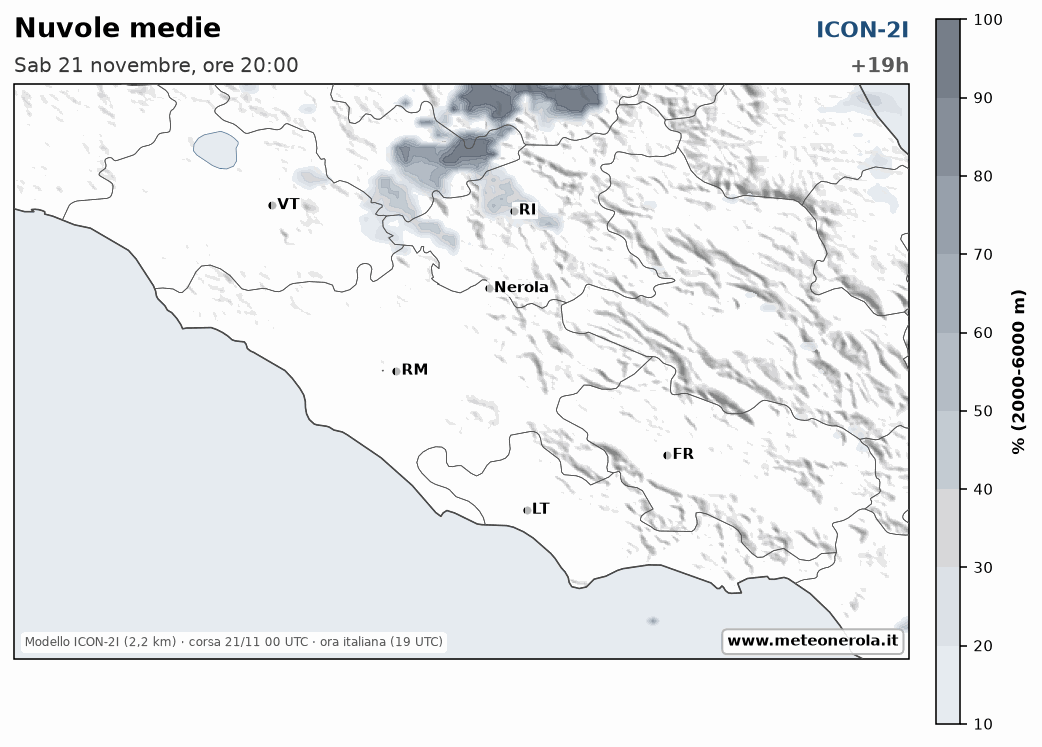 Nuvole medie
ICON-2I
Sab 21 novembre, ore 20:00
+19h
VT
RI
Nerola
RM
FR
LT
Modello ICON-2I (2,2 km) · corsa 21/11 00 UTC · ora italiana (19 UTC)
www.meteonerola.it
100
90
80
70
60
50
40
30
20
10
% (2000-6000 m)